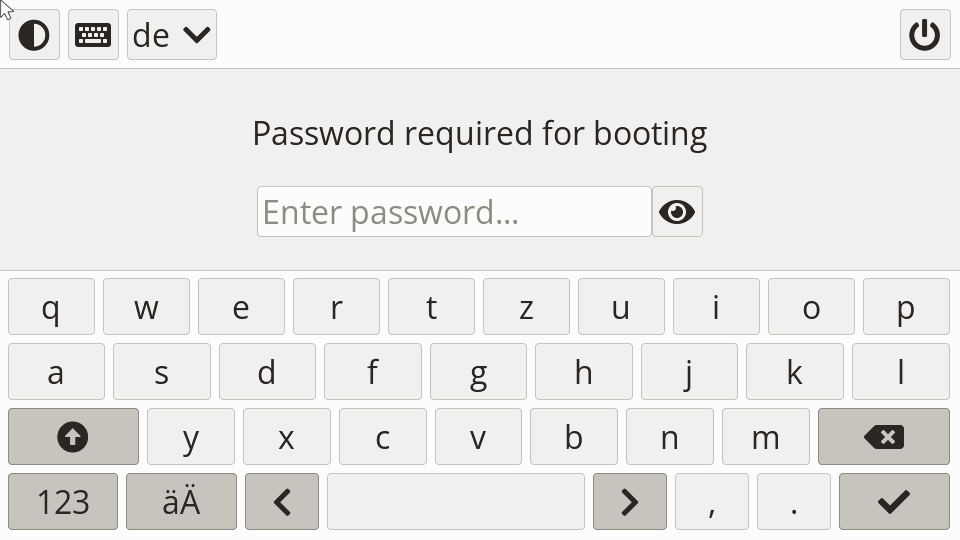 de
Password required for booting
Enter password...
q w e r t z u i o p
a s d f g h j k l
y x c v b n m
123 äÄ , .